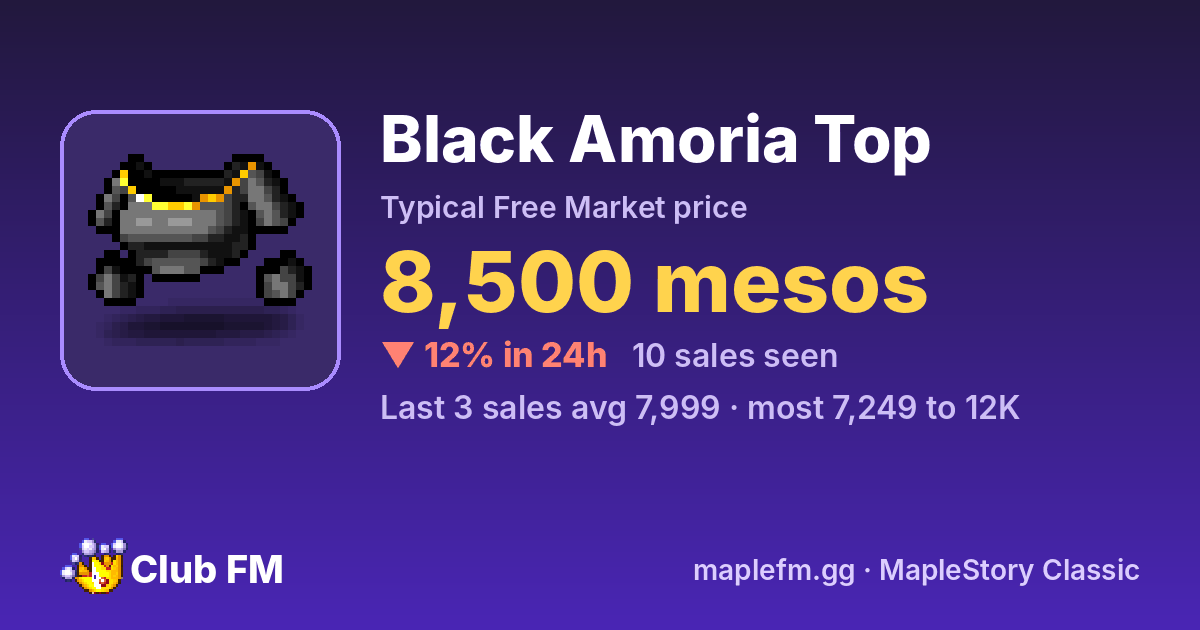 Black Amoria Top
Typical Free Market price
8,500 mesos
▼ 12% in 24h 10 sales seen
Last 3 sales avg 7,999 · most 7,249 to 12K
Club FM
maplefm.gg · MapleStory Classic